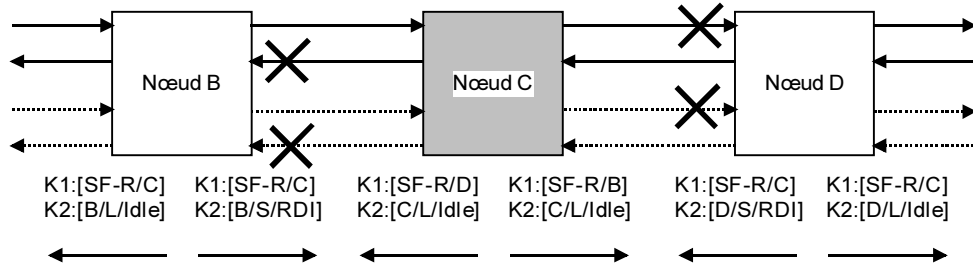 Nœud B
Nœud C
Nœud D
K1:[SF-R/C] K1:[SF-R/C] K1:[SF-R/D] K1:[SF-R/B] K1:[SF-R/C] K1:[SF-R/C]
K2:[B/L/Idle] K2:[B/S/RDI] K2:[C/L/Idle] K2:[C/L/Idle] K2:[D/S/RDI] K2:[D/L/Idle]